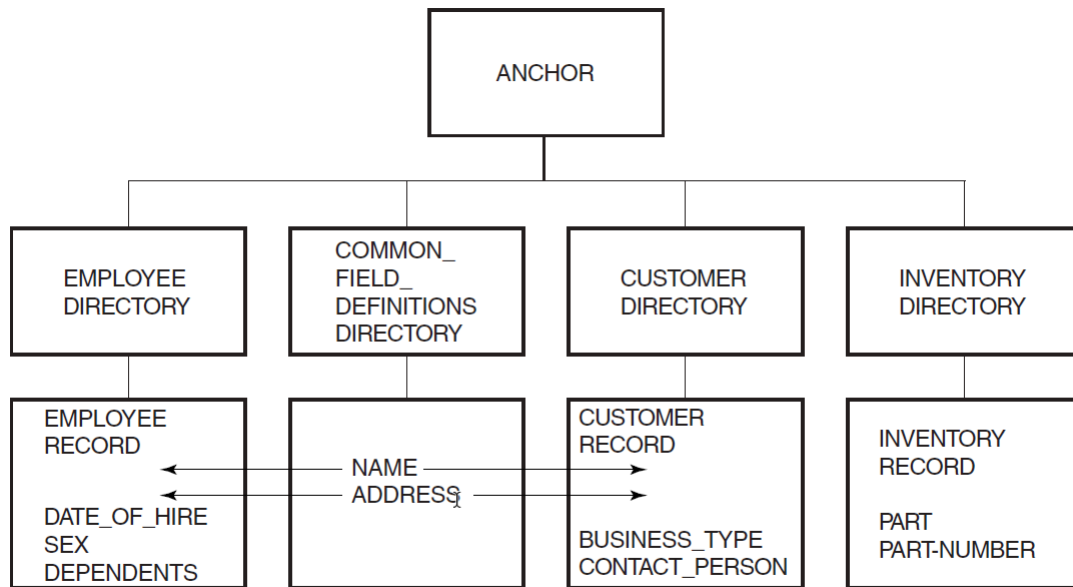 ANCHOR
EMPLOYEE
DIRECTORY
COMMON_
FIELD_
DEFINITIONS
DIRECTORY
CUSTOMER
DIRECTORY
INVENTORY
DIRECTORY
EMPLOYEE
RECORD
DATE_OF_HIRE
SEX
DEPENDENTS
NAME
ADDRESS
CUSTOMER
RECORD
BUSINESS_TYPE
CONTACT_PERSON
INVENTORY
RECORD
PART
PART-NUMBER